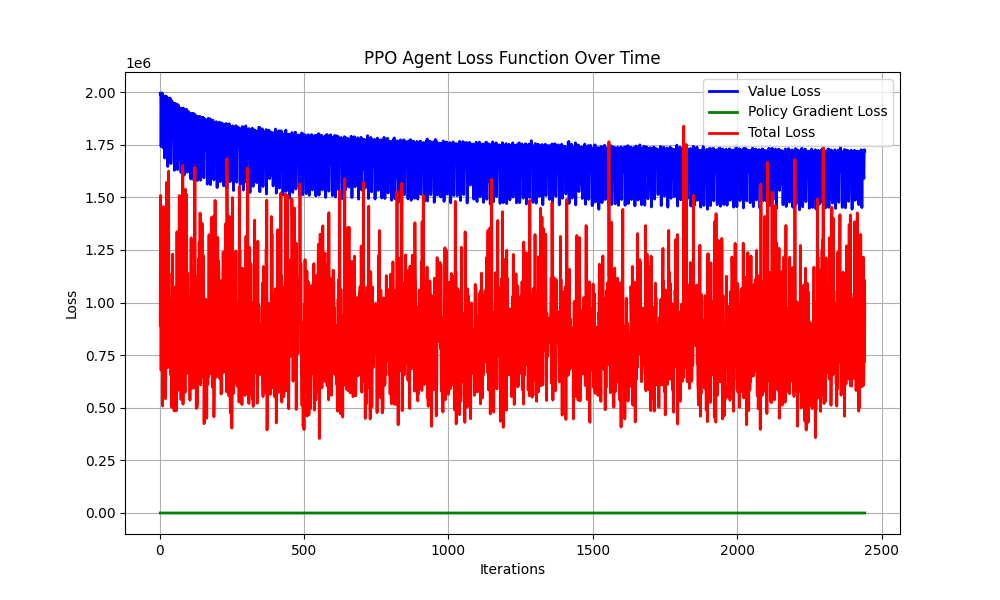 PPO Agent Loss Function Over Time
1e6
2.00
1.75
1.50
1.25
1.00
0.75
0.50
0.25
0.00
Loss
Value Loss
Policy Gradient Loss
Total Loss
0
500
1000
1500
2000
2500
Iterations